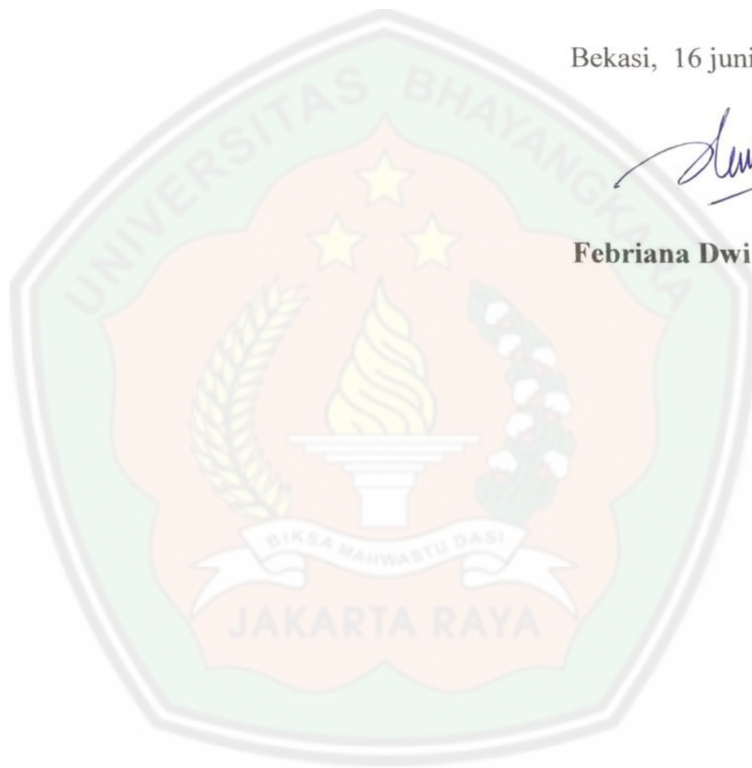 Bekasi, 16 juni
Febriana Dwi
UNIVERSITAS BHAYANGKARA
BIKSA MAHWASTU DASI
JAKARTA RAYA